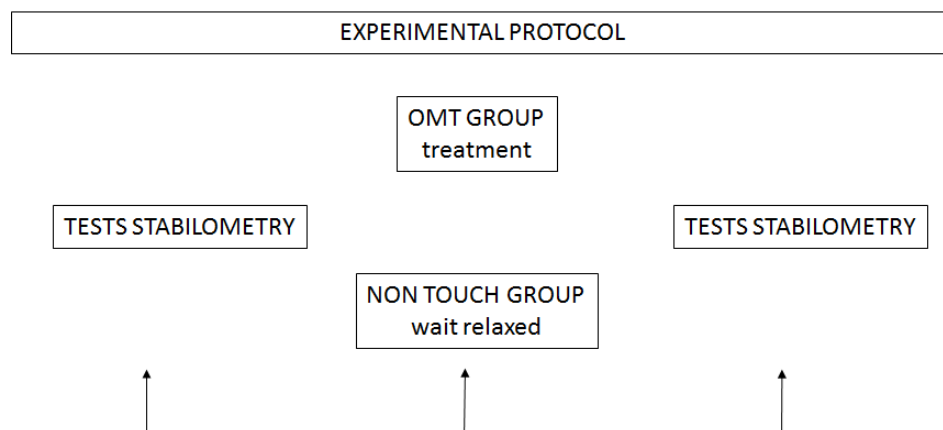 EXPERIMENTAL PROTOCOL
OMT GROUP
treatment
TESTS STABILOMETRY
TESTS STABILOMETRY
NON TOUCH GROUP
wait relaxed